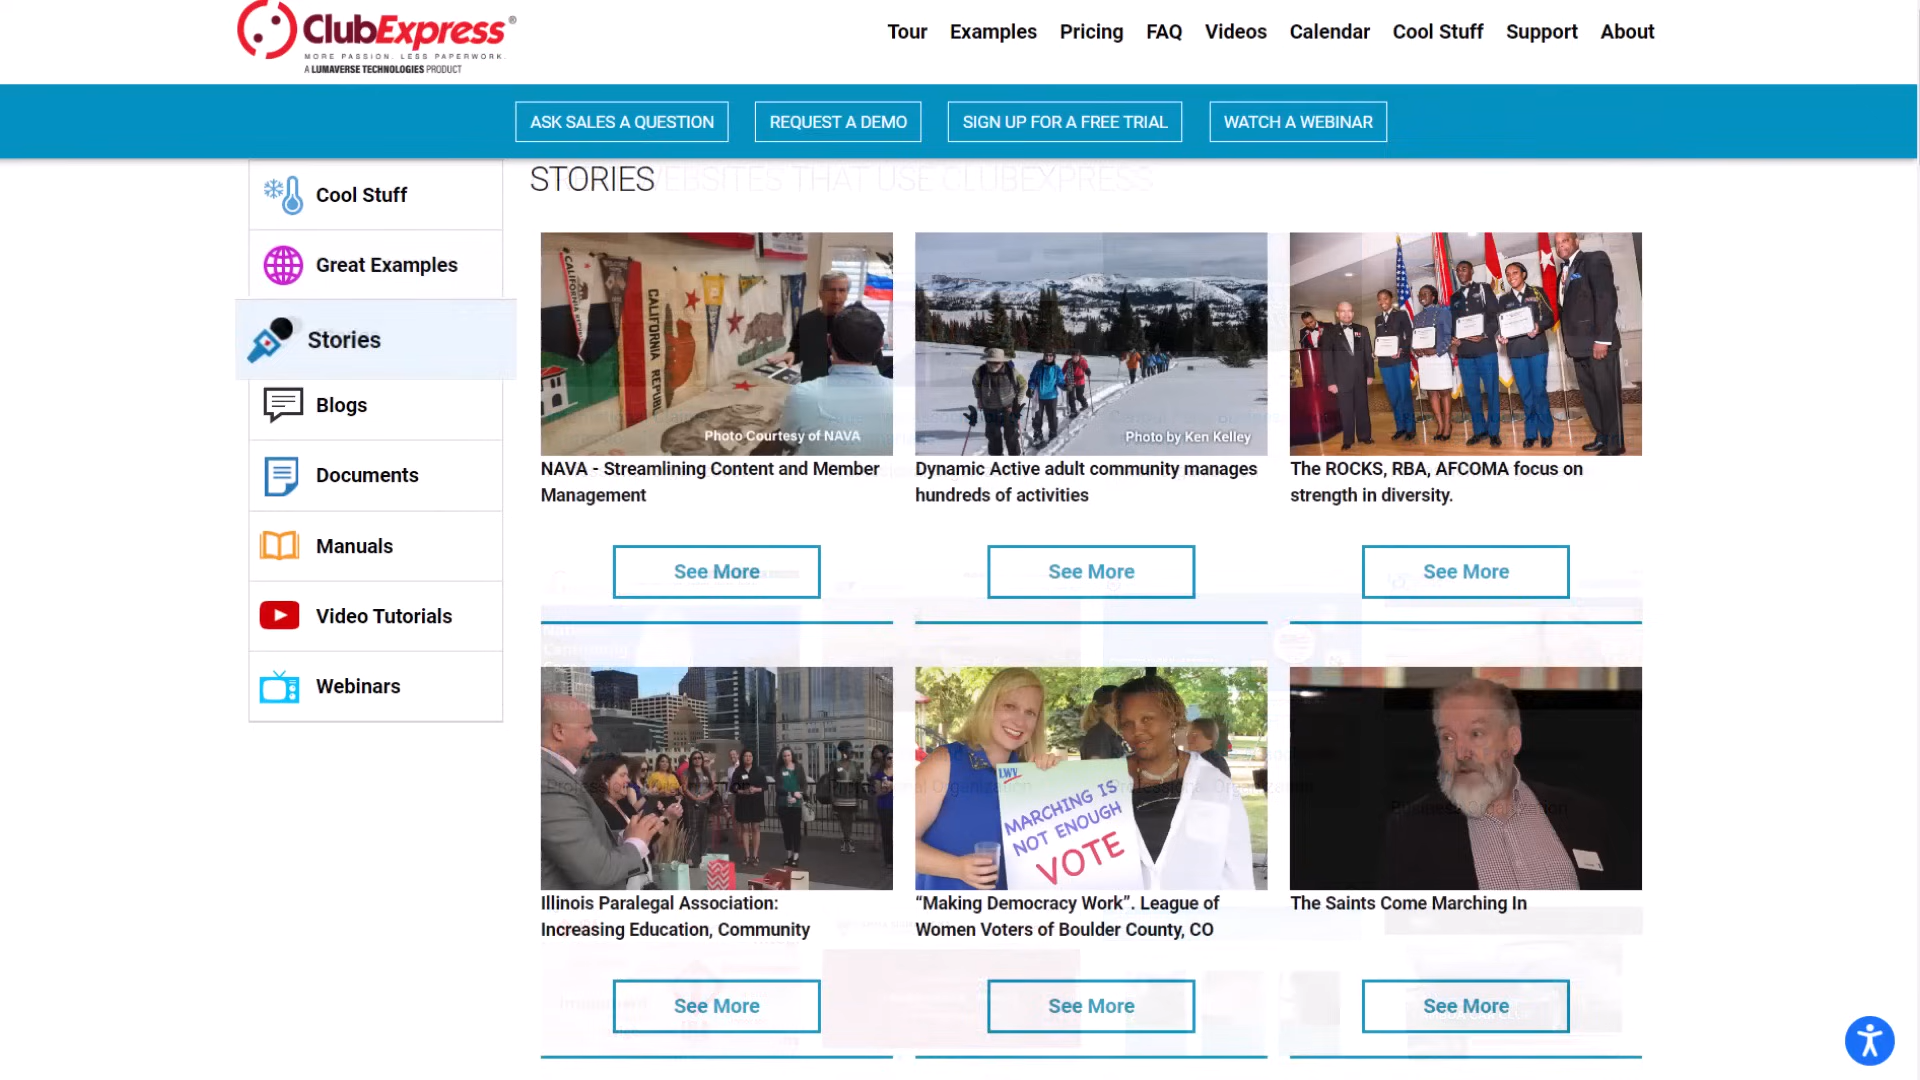 ClubExpress®
MORE PASSION. LESS PAPERWORK.
A LUMAVERSE TECHNOLOGIES PRODUCT
Tour Examples Pricing FAQ Videos Calendar Cool Stuff Support About
ASK SALES A QUESTION REQUEST A DEMO SIGN UP FOR A FREE TRIAL WATCH A WEBINAR
Cool Stuff
Great Examples
Stories
Blogs
Documents
Manuals
Video Tutorials
Webinars
STORIES
WEBSITES THAT USE CLUBEXPRESS
CALIFORNIA REPUBLIC
Photo Courtesy of NAVA
Photo by Ken Kelley
NAVA - Streamlining Content and Member
Management
Dynamic Active adult community manages
hundreds of activities
The ROCKS, RBA, AFCOMA focus on
strength in diversity.
See More See More See More
LWV
MARCHING IS
NOT ENOUGH
VOTE
Illinois Paralegal Association:
Increasing Education, Community
“Making Democracy Work”. League of
Women Voters of Boulder County, CO
The Saints Come Marching In
See More See More See More